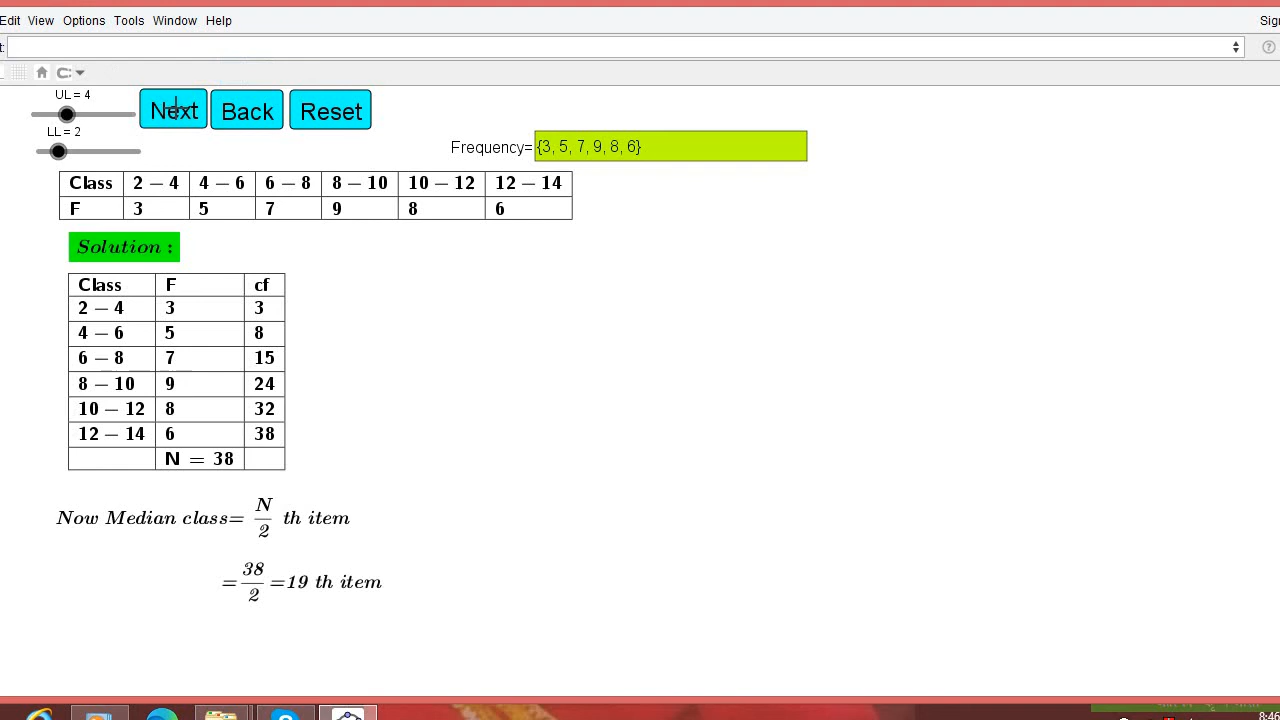 Edit View Options Tools Window Help
Sign
t:
UL = 4
Next Back Reset
LL = 2
Frequency= {3, 5, 7, 9, 8, 6}
Class 2 – 4 4 – 6 6 – 8 8 – 10 10 – 12 12 – 14
F 3 5 7 9 8 6
Solution :
Class F cf
2 – 4 3 3
4 – 6 5 8
6 – 8 7 15
8 – 10 9 24
10 – 12 8 32
12 – 14 6 38
N = 38
Now Median class= N/2 th item
=38/2=19 th item